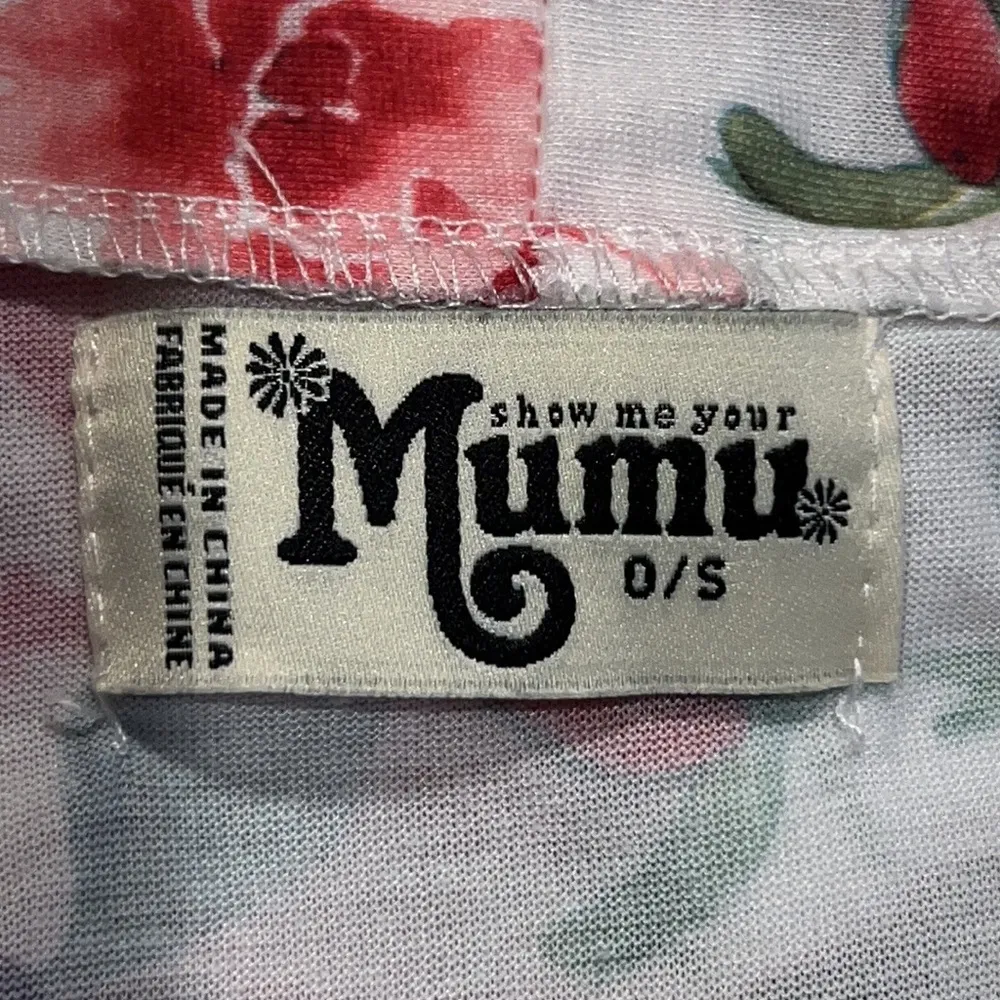 show me your
Mumu
O/S
MADE IN CHINA
FABRIQUÉ EN CHINE